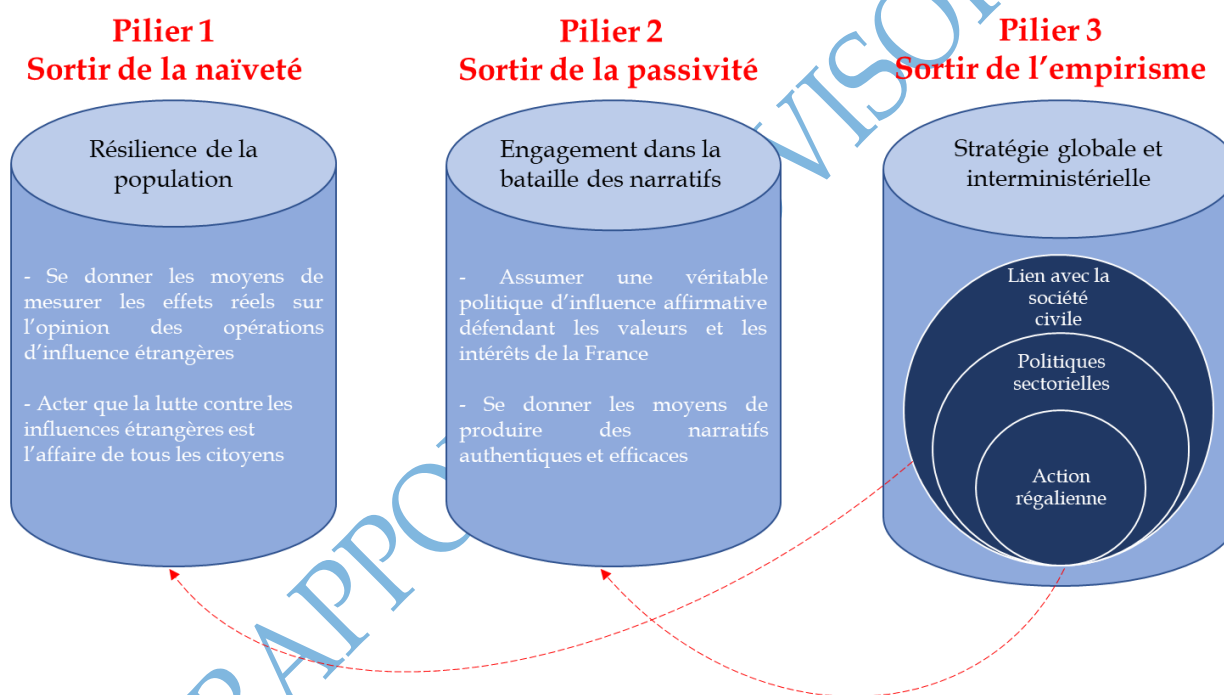 Pilier 1
Sortir de la naïveté
Résilience de la
population
- Se donner les moyens de
mesurer les effets réels sur
l'opinion des opérations
d'influence étrangères
- Acter que la lutte contre les
influences étrangères est
l'affaire de tous les citoyens
Pilier 2
Sortir de la passivité
Engagement dans la
bataille des narratifs
- Assumer une véritable
politique d'influence affirmative
défendant les valeurs et les
intérêts de la France
- Se donner les moyens de
produire des narratifs
authentiques et efficaces
Pilier 3
Sortir de l'empirisme
Stratégie globale et
interministérielle
Lien avec la
société
civile
Politiques
sectorielles
Action
régalienne